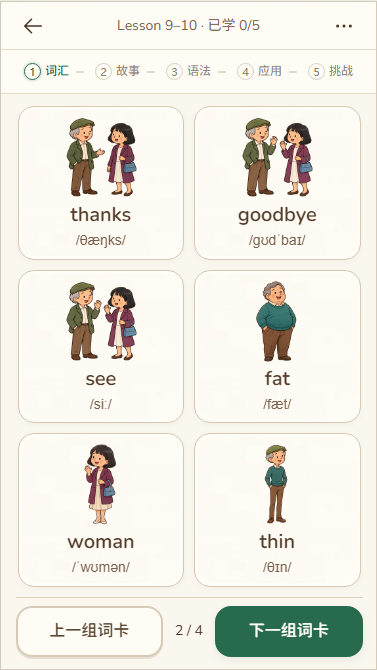 Lesson 9–10 · 已学 0/5
1 词汇 – 2 故事 – 3 语法 – 4 应用 – 5 挑战
thanks goodbye
/θæŋks/ /ɡʊdˈbaɪ/
see fat
/siː/ /fæt/
woman thin
/ˈwʊmən/ /θɪn/
上一组词卡 2 / 4 下一组词卡